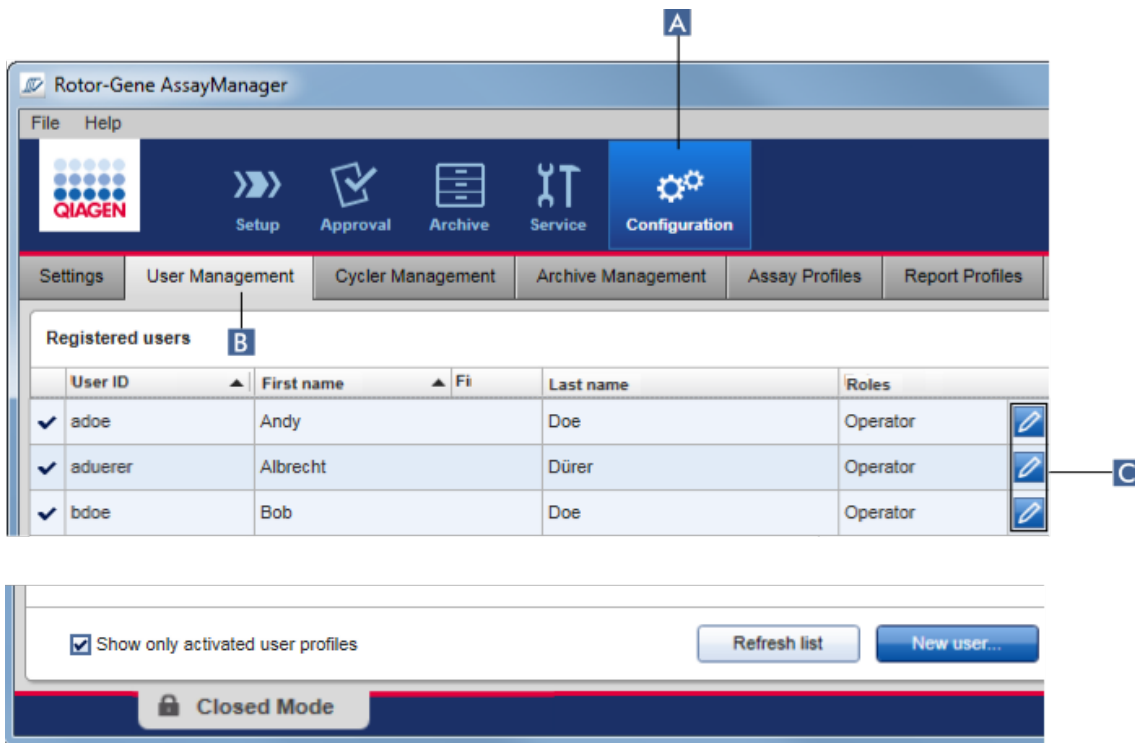 A
Rotor-Gene AssayManager
File Help
QIAGEN
Setup Approval Archive Service Configuration
Settings User Management Cycler Management Archive Management Assay Profiles Report Profiles
B
Registered users
User ID First name Fi Last name Roles
adoe Andy Doe Operator
aduerer Albrecht Dürer Operator
C
bdoe Bob Doe Operator
Show only activated user profiles Refresh list New user...
Closed Mode